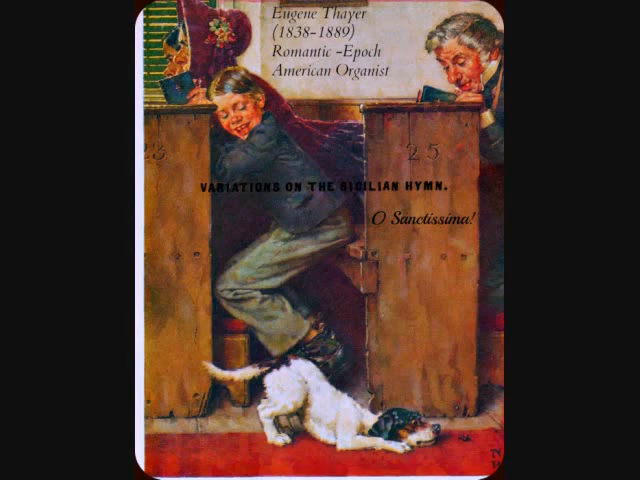 Eugene Thayer
(1838-1889)
Romantic -Epoch
American Organist
23
25
VARIATIONS ON THE SICILIAN HYMN.
O Sanctissima!